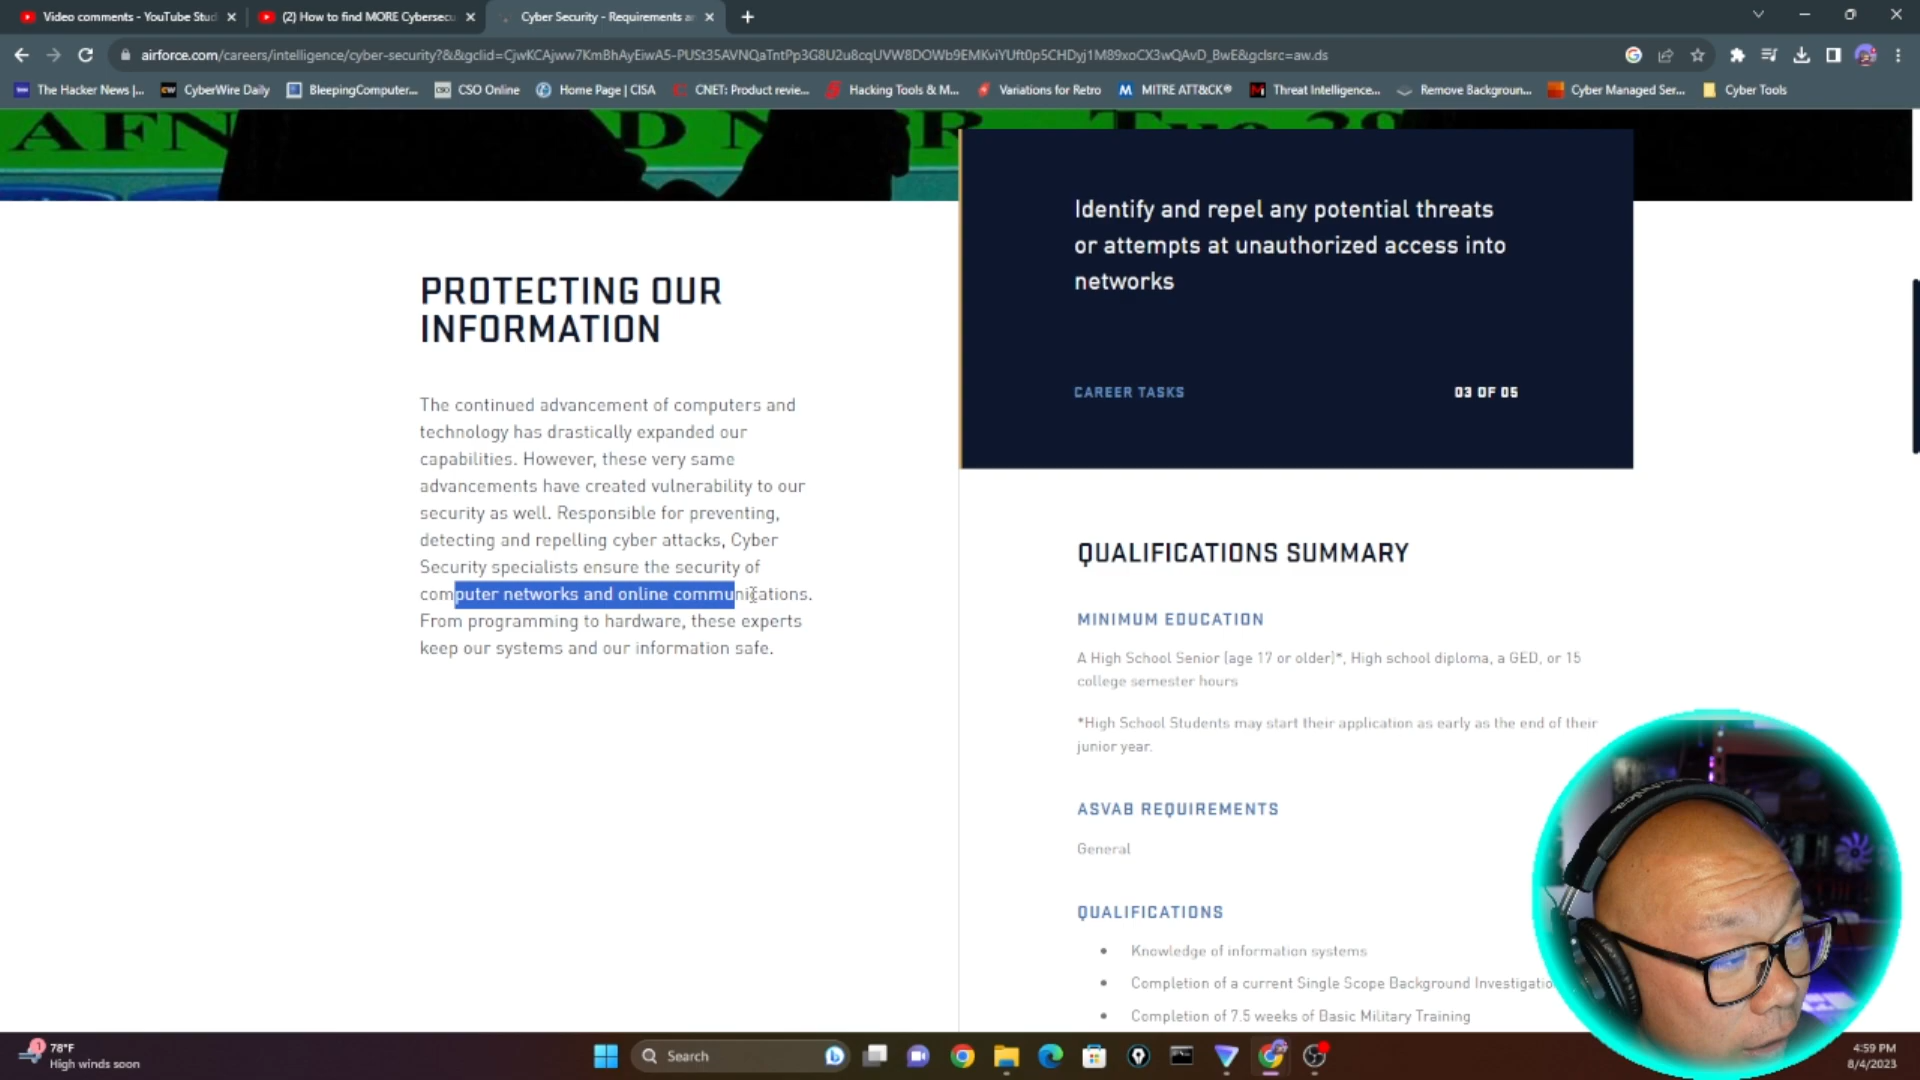 Video comments - YouTube Stud
(2) How to find MORE Cybersecu
Cyber Security - Requirements a
airforce.com/careers/intelligence/cyber-security?&&gclid=CjwKCAjww7KmBhAyEiwA5-PUSt35AVNQaTntPp3G8U2u8cqUVW8DOWb9EMKviYUft0p5CHDyj1M89xoCX3wQAvD_BwE&gclsrc=aw.ds
The Hacker News |...
CyberWire Daily
BleepingComputer...
CSO Online
Home Page | CISA
CNET: Product revie...
Hacking Tools & M...
Variations for Retro
MITRE ATT&CK®
Threat Intelligence...
Remove Backgroun...
Cyber Managed Ser...
Cyber Tools
Identify and repel any potential threats
or attempts at unauthorized access into
networks
CAREER TASKS
03 OF 05
PROTECTING OUR
INFORMATION
The continued advancement of computers and
technology has drastically expanded our
capabilities. However, these very same
advancements have created vulnerability to our
security as well. Responsible for preventing,
detecting and repelling cyber attacks, Cyber
Security specialists ensure the security of
computer networks and online communications.
From programming to hardware, these experts
keep our systems and our information safe.
QUALIFICATIONS SUMMARY
MINIMUM EDUCATION
A High School Senior (age 17 or older)*, High school diploma, a GED, or 15
college semester hours
*High School Students may start their application as early as the end of their
junior year.
ASVAB REQUIREMENTS
General
QUALIFICATIONS
Knowledge of information systems
Completion of a current Single Scope Background Investigatio
Completion of 7.5 weeks of Basic Military Training
78°F
High winds soon
Search
4:59 PM
8/4/2023